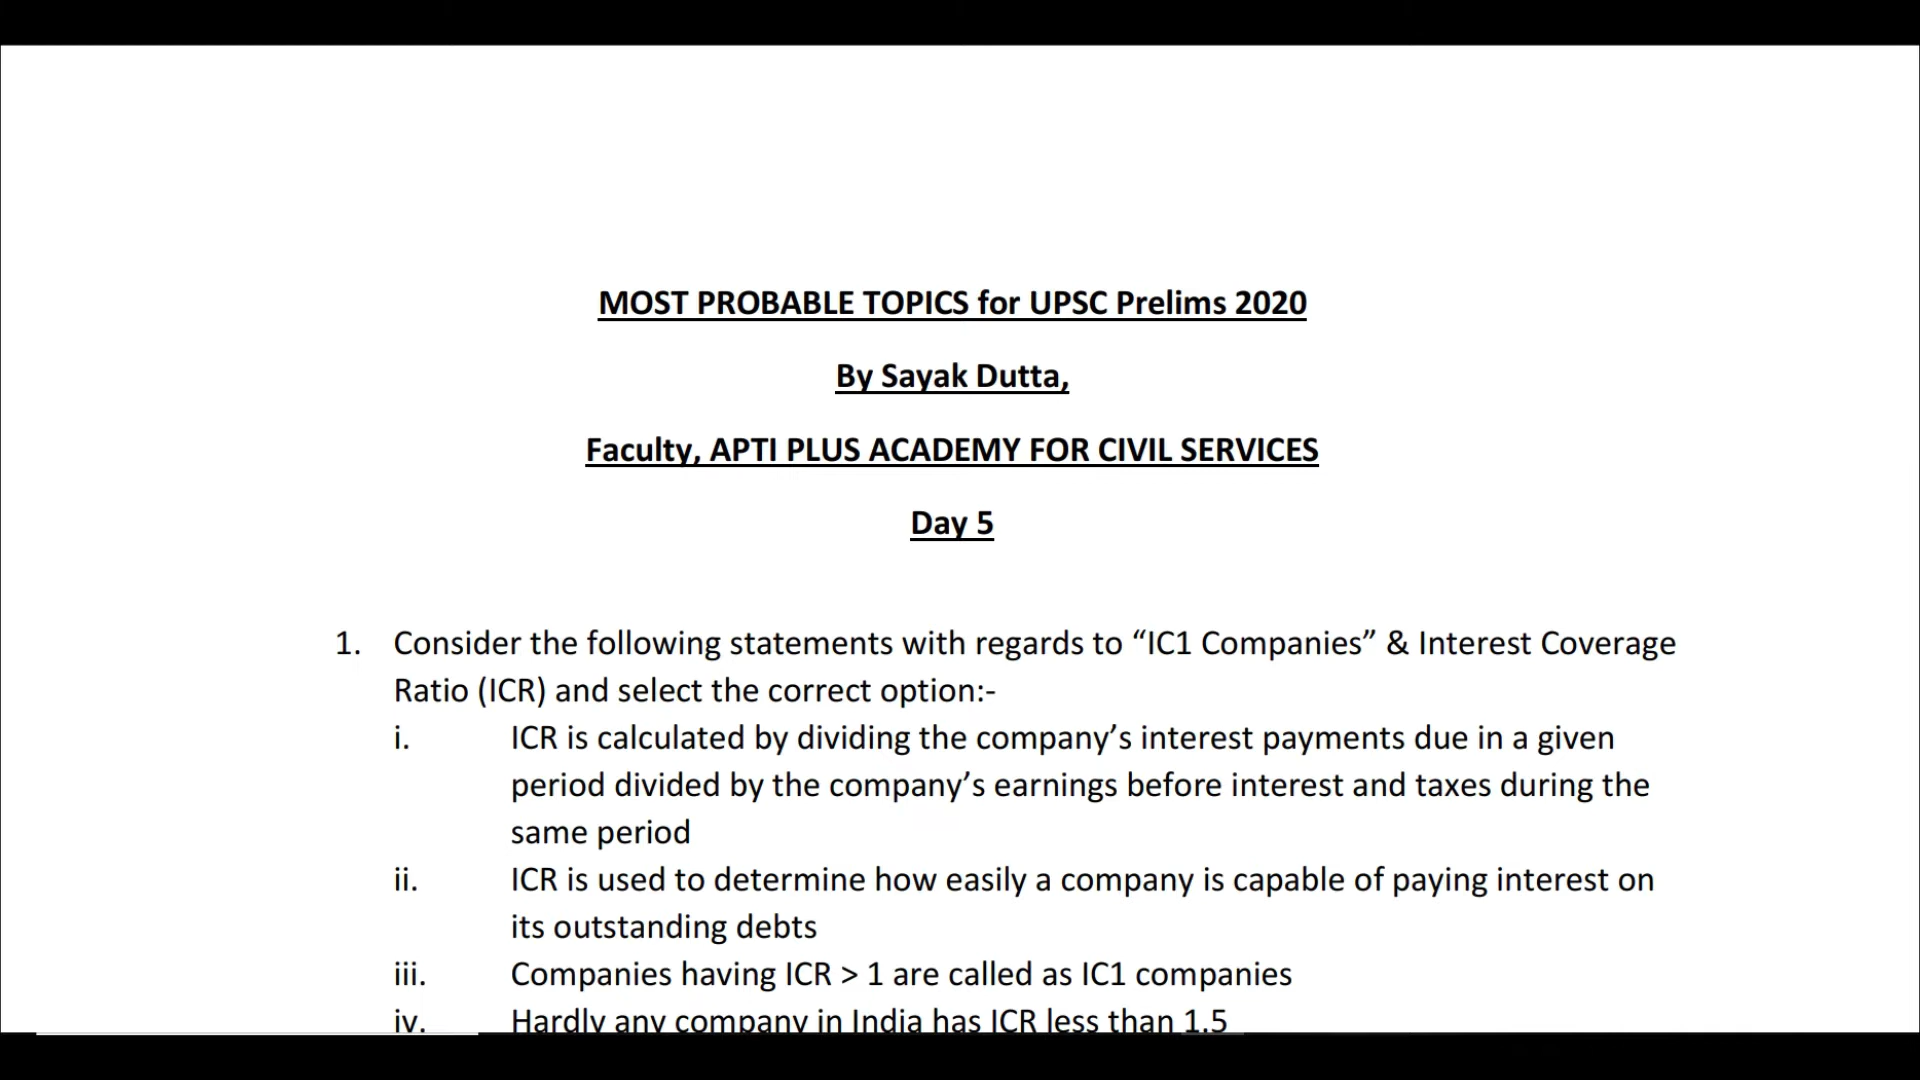 MOST PROBABLE TOPICS for UPSC Prelims 2020
By Sayak Dutta,
Faculty, APTI PLUS ACADEMY FOR CIVIL SERVICES
Day 5
1. Consider the following statements with regards to “IC1 Companies” & Interest Coverage
Ratio (ICR) and select the correct option:-
i. ICR is calculated by dividing the company’s interest payments due in a given
period divided by the company’s earnings before interest and taxes during the
same period
ii. ICR is used to determine how easily a company is capable of paying interest on
its outstanding debts
iii. Companies having ICR > 1 are called as IC1 companies
iv. Hardly any company in India has ICR less than 1.5